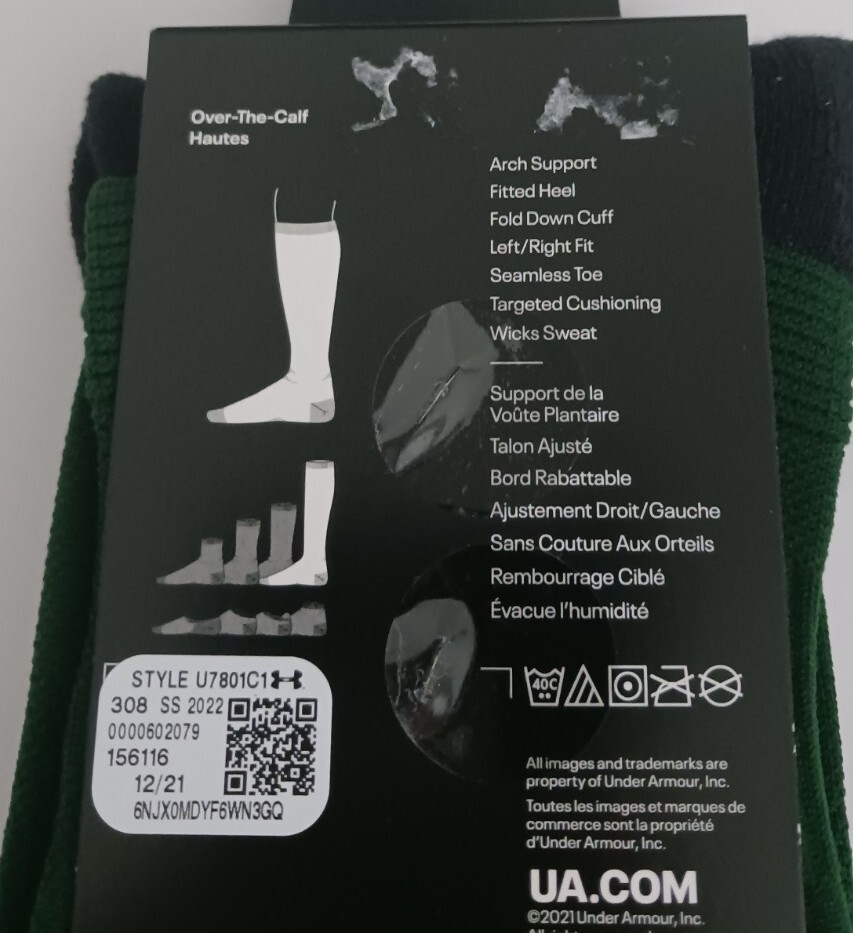 Over-The-Calf
Hautes
Arch Support
Fitted Heel
Fold Down Cuff
Left/Right Fit
Seamless Toe
Targeted Cushioning
Wicks Sweat
Support de la
Voûte Plantaire
Talon Ajusté
Bord Rabattable
Ajustement Droit/Gauche
Sans Couture Aux Orteils
Rembourrage Ciblé
Évacue l'humidité
40C
STYLE U7801C1
308 SS 2022
0000602079
156116
12/21
6NJX0MDYF6WN3GQ
All images and trademarks are
property of Under Armour, Inc.
Toutes les images et marques de
commerce sont la propriété
d'Under Armour, Inc.
UA.COM
©2021 Under Armour, Inc.